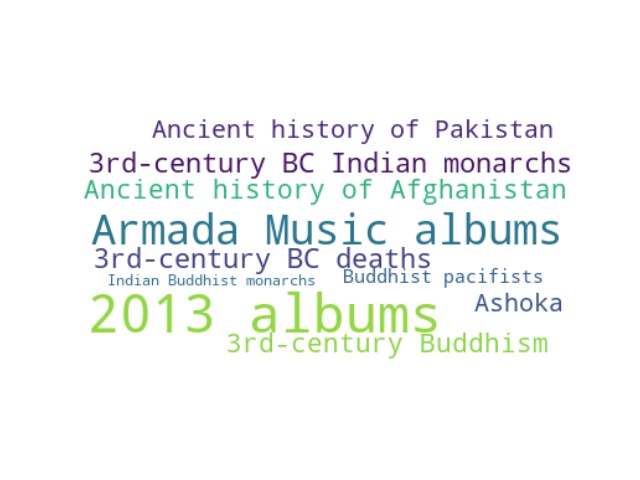 Ancient history of Pakistan
3rd-century BC Indian monarchs
Ancient history of Afghanistan
Armada Music albums
3rd-century BC deaths
Indian Buddhist monarchs
Buddhist pacifists
2013 albums
Ashoka
3rd-century Buddhism